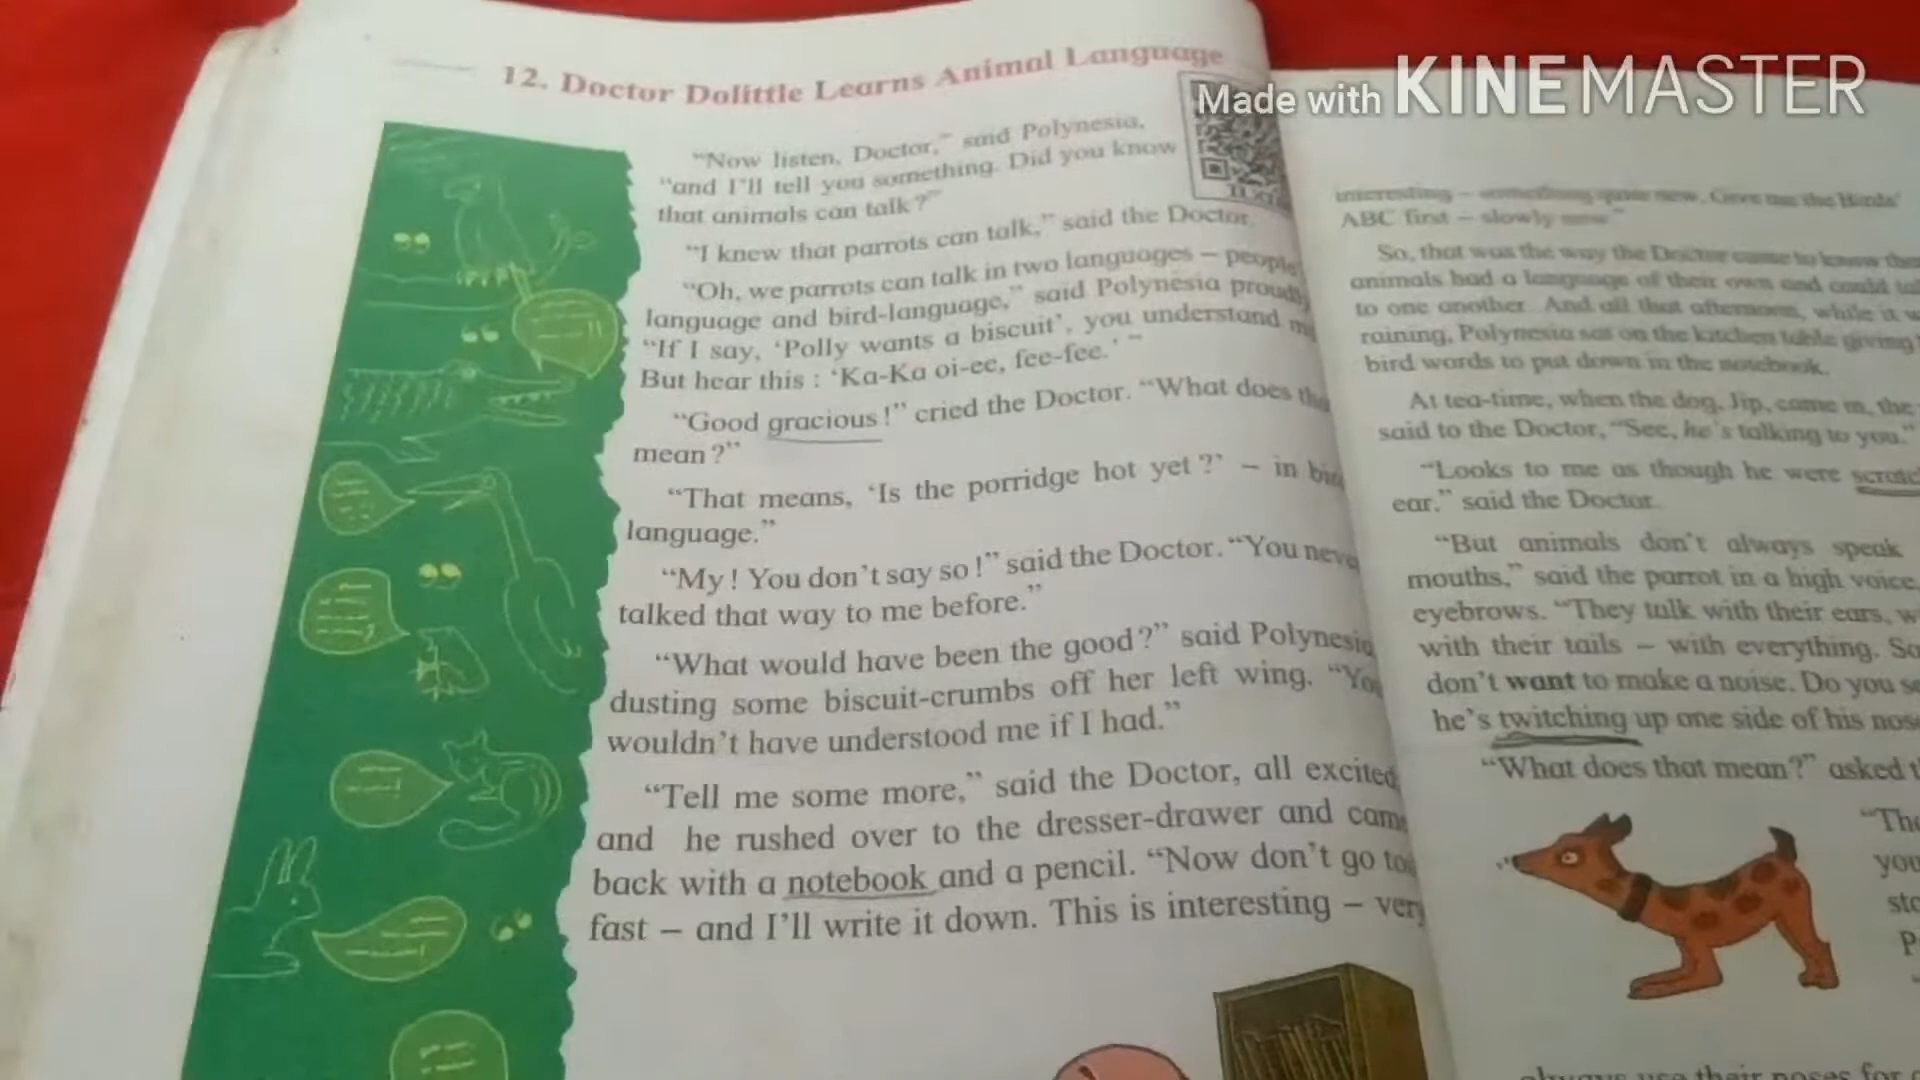 Made with KINEMASTER
12. Doctor Dolittle Learns Animal Language
“Now listen, Doctor,” said Polynesia,
“and I’ll tell you something. Did you know
that animals can talk?”
“I knew that parrots can talk,” said the Doctor.
“Oh, we parrots can talk in two languages – people
language and bird-language,” said Polynesia proudly
“If I say, ‘Polly wants a biscuit’, you understand
But hear this : ‘Ka-Ka oi-ee, fee-fee.’ ”
“Good gracious!” cried the Doctor. “What does
mean?”
“That means, ‘Is the porridge hot yet?’ – in
language.”
“My! You don’t say so!” said the Doctor. “You never
talked that way to me before.”
“What would have been the good?” said Polynesia
dusting some biscuit-crumbs off her left wing. “You
wouldn’t have understood me if I had.”
“Tell me some more,” said the Doctor, all excited
and he rushed over to the dresser-drawer and came
back with a notebook and a pencil. “Now don’t go too
fast – and I’ll write it down. This is interesting – very
interesting – something quite new. Give me the Birds’
ABC first – slowly now.”
So, that was the way the Doctor came to know
animals had a language of their own and could
to one another. And all that afternoon, while it
raining, Polynesia sat on the kitchen table giving
bird words to put down in the notebook.
At tea-time, when the dog, Jip, came in, the
said to the Doctor, “See, he’s talking to you.”
“Looks to me as though he were
ear,” said the Doctor.
“But animals don’t always speak
mouths,” said the parrot in a high voice,
eyebrows. “They talk with their ears,
with their tails – with everything.
don’t want to make a noise. Do you
he’s twitching up one side of his
“What does that mean?” asked
you
always use their noses for